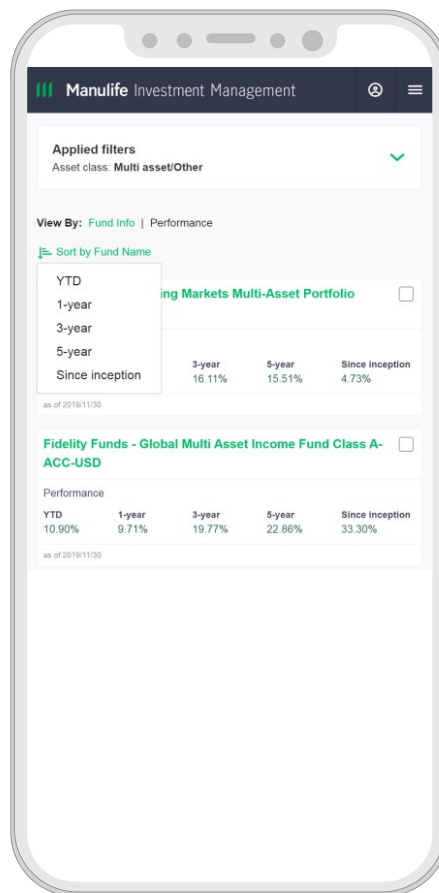 Manulife Investment Management
Applied filters
Asset class: Multi asset/Other
View By: Fund Info | Performance
Sort by Fund Name
YTD
1-year
3-year
5-year
Since inception
ng Markets Multi-Asset Portfolio
3-year 5-year Since inception
16.11% 15.51% 4.73%
as of 2019/11/30
Fidelity Funds - Global Multi Asset Income Fund Class A-
ACC-USD
Performance
YTD 1-year 3-year 5-year Since inception
10.90% 9.71% 19.77% 22.86% 33.30%
as of 2019/11/30